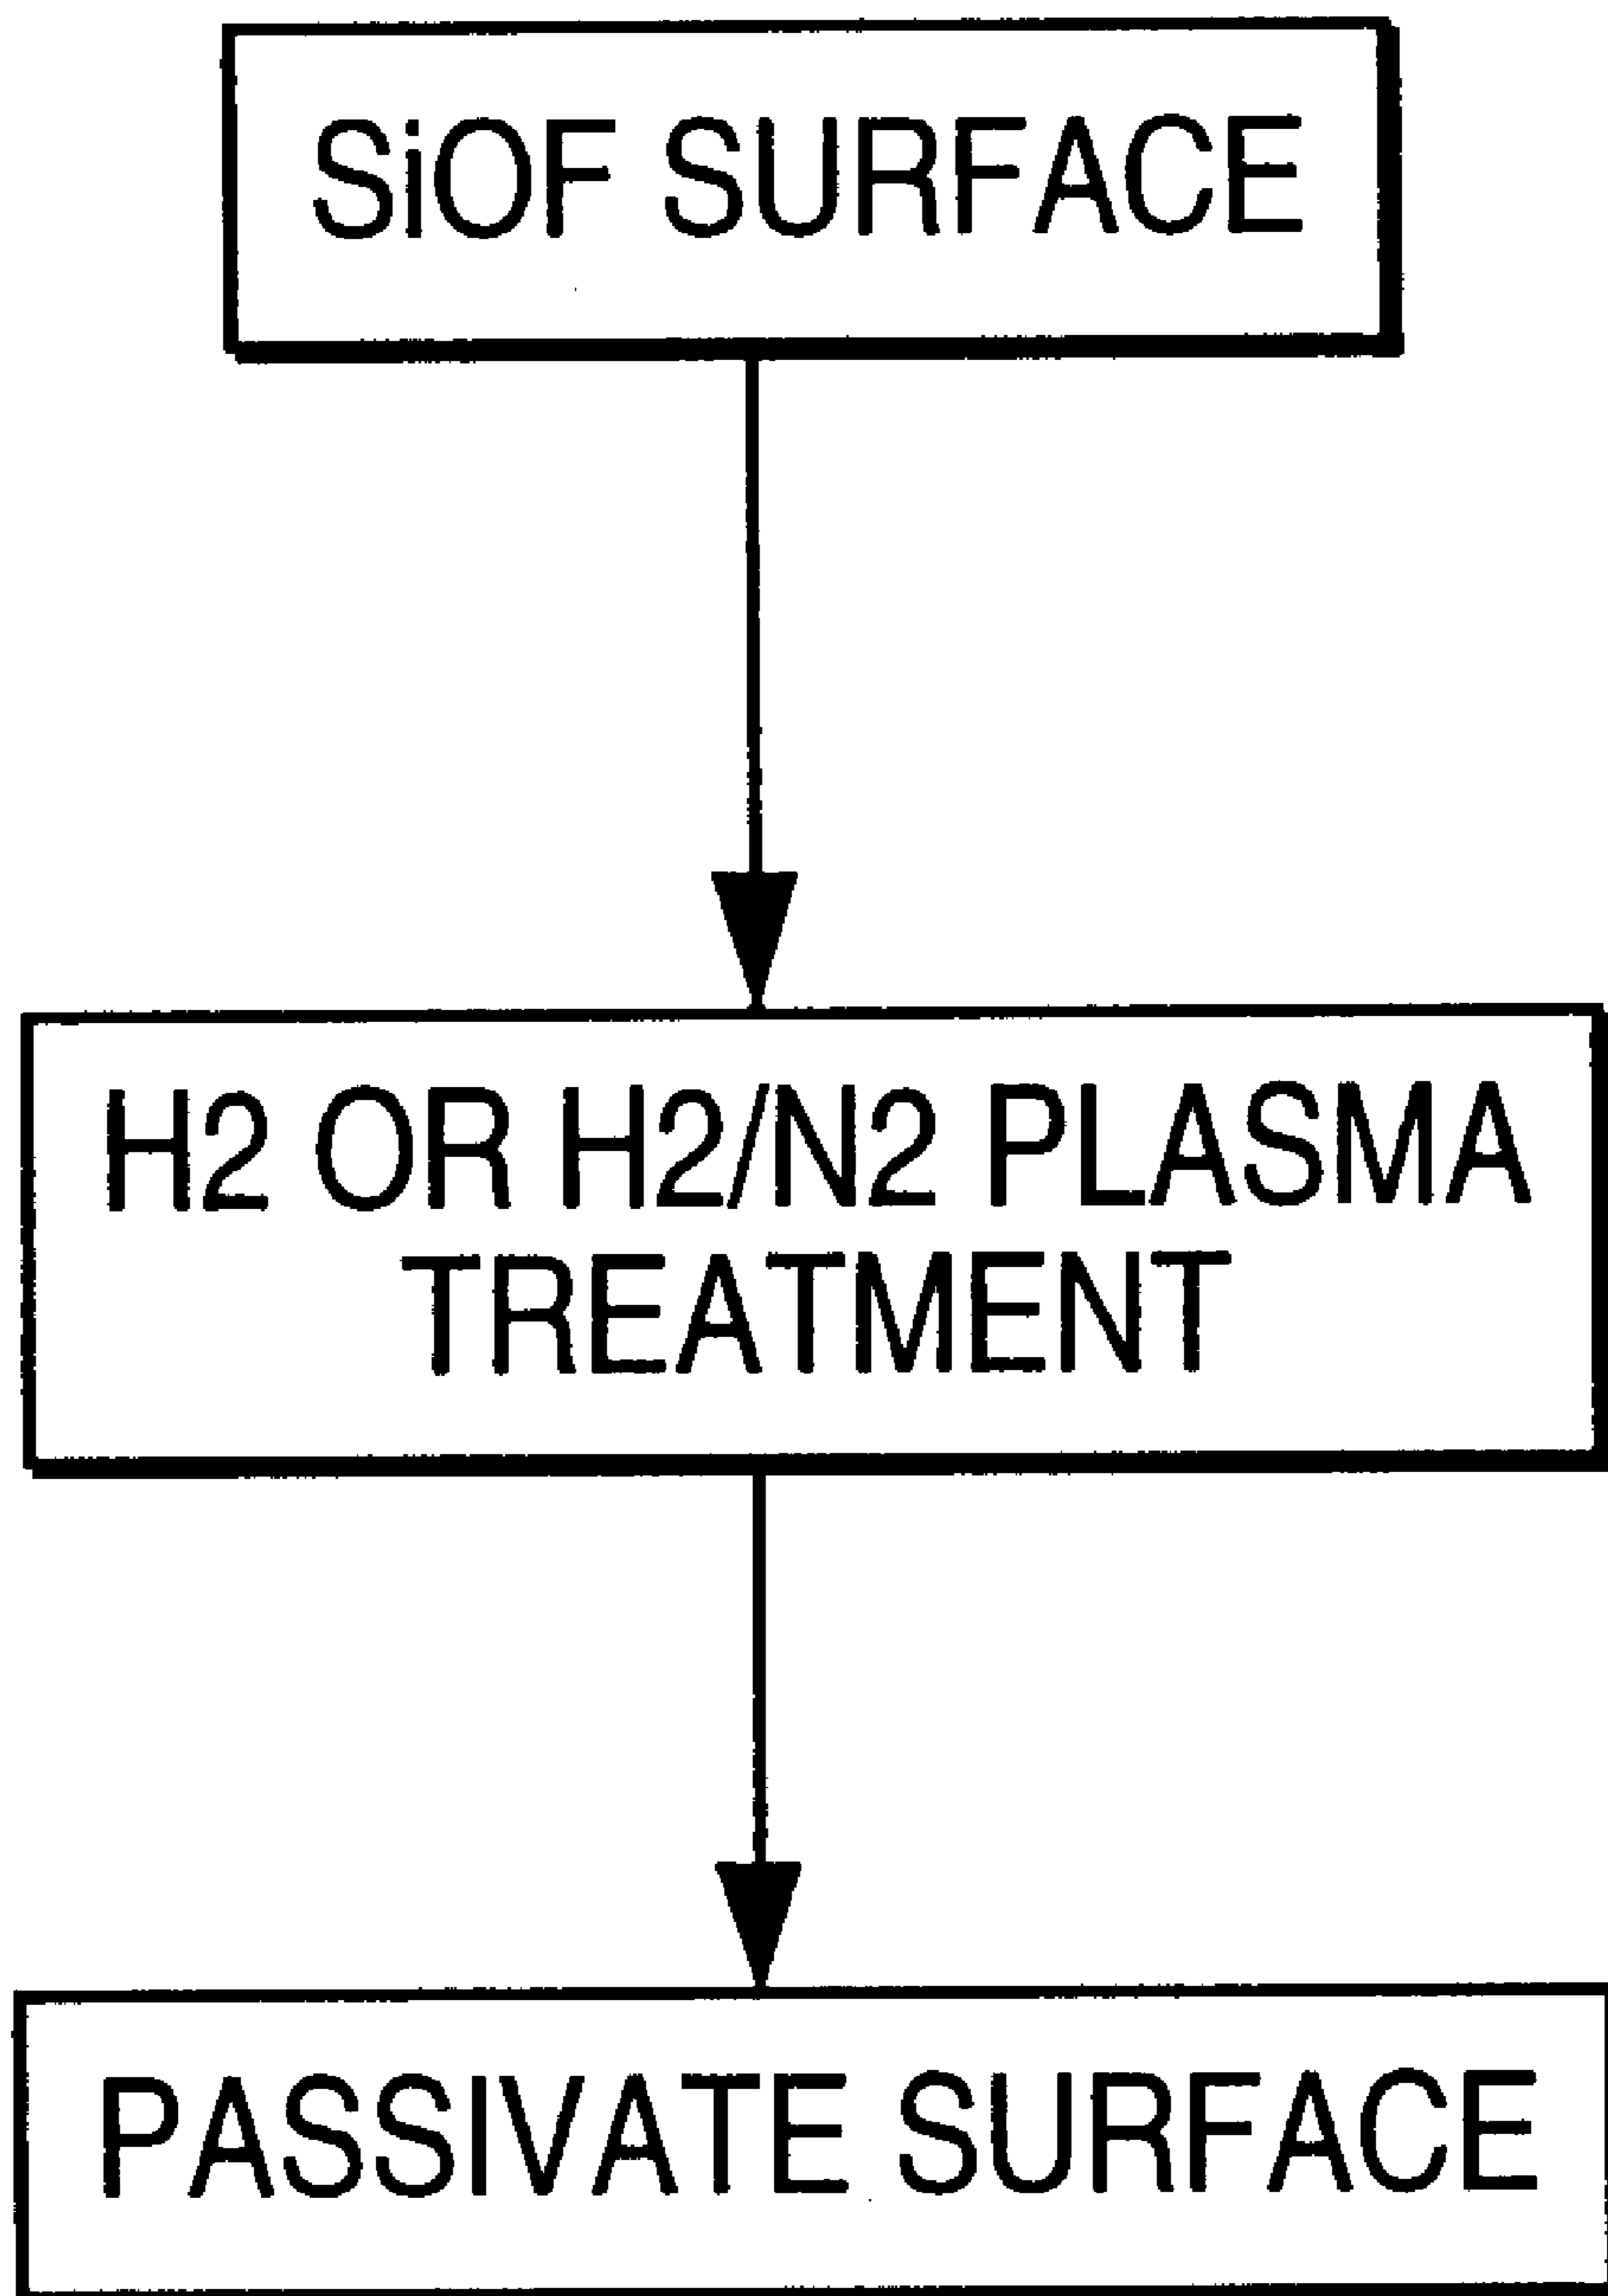 SiOF SURFACE
H2 OR H2/N2 PLASMA
TREATMENT
PASSIVATE SURFACE